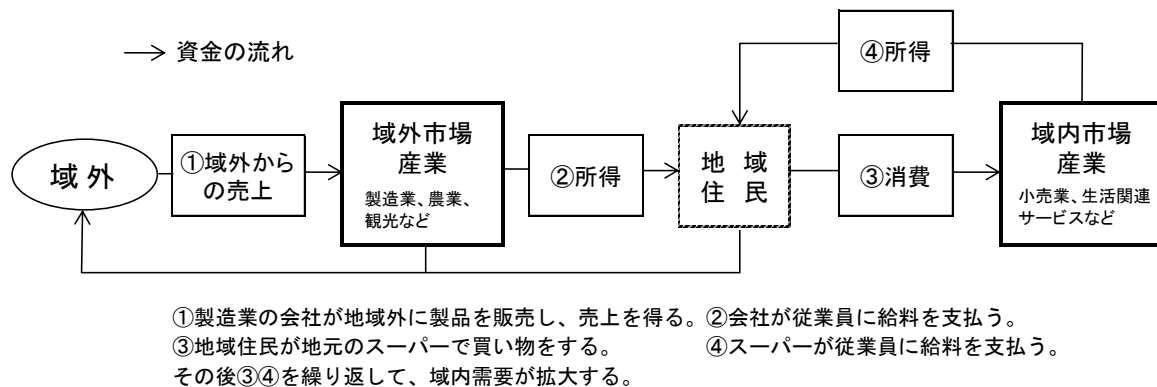 → 資金の流れ
④所得
域外
①域外から
の売上
域外市場
産業
製造業、農業、
観光など
②所得
地 域
住 民
③消費
域内市場
産業
小売業、生活関連
サービスなど
①製造業の会社が地域外に製品を販売し、売上を得る。②会社が従業員に給料を支払う。
③地域住民が地元のスーパーで買い物をする。 ④スーパーが従業員に給料を支払う。
その後③④を繰り返して、域内需要が拡大する。